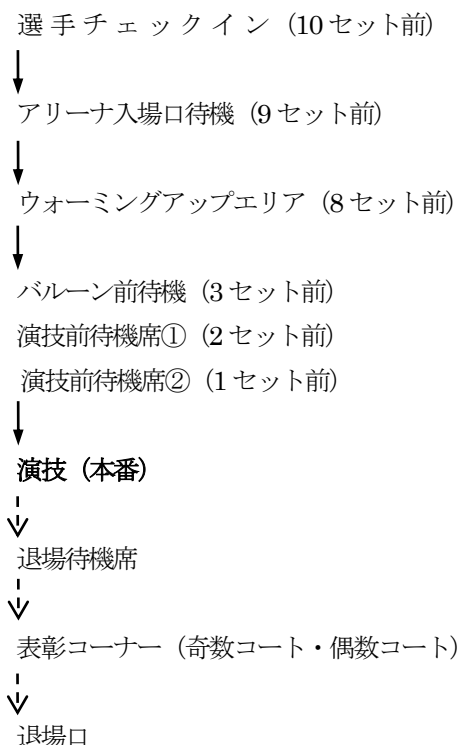 選 手 チ ェ ッ ク イ ン（10 セット前）
アリーナ入場口待機（9 セット前）
ウォーミングアップエリア（8 セット前）
バルーン前待機（3 セット前）
演技前待機席①（2 セット前）
演技前待機席②（1 セット前）
演技（本番）
退場待機席
表彰コーナー（奇数コート・偶数コート）
退場口